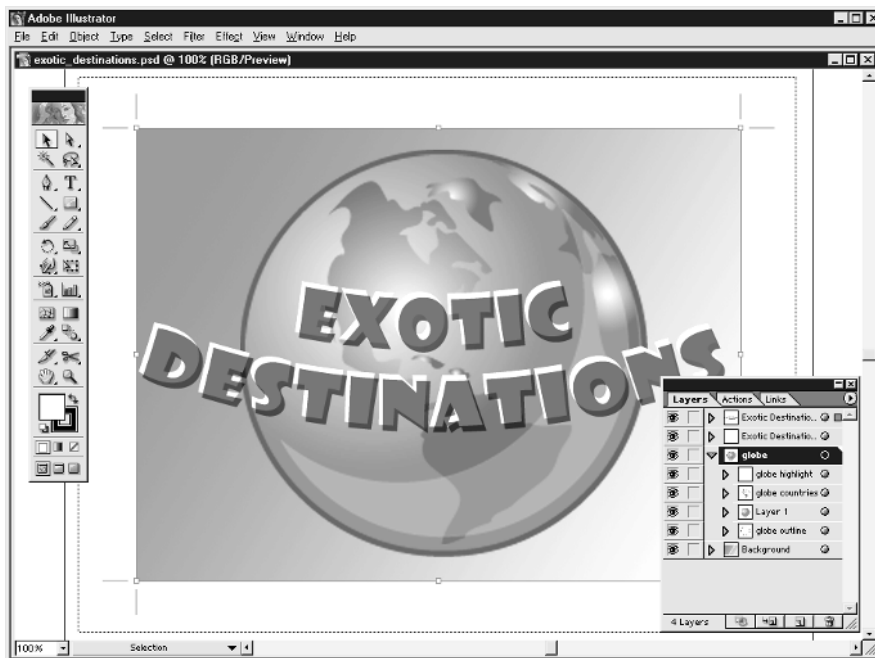 Adobe Illustrator
File Edit Object Type Select Filter Effect View Window Help
exotic_destinations.psd @ 100% (RGB/Preview)
EXOTIC
DESTINATIONS
Layers Actions Links
Exotic Destinatio...
Exotic Destinatio...
globe
globe highlight
globe countries
Layer 1
globe outline
Background
4 Layers
100% Selection